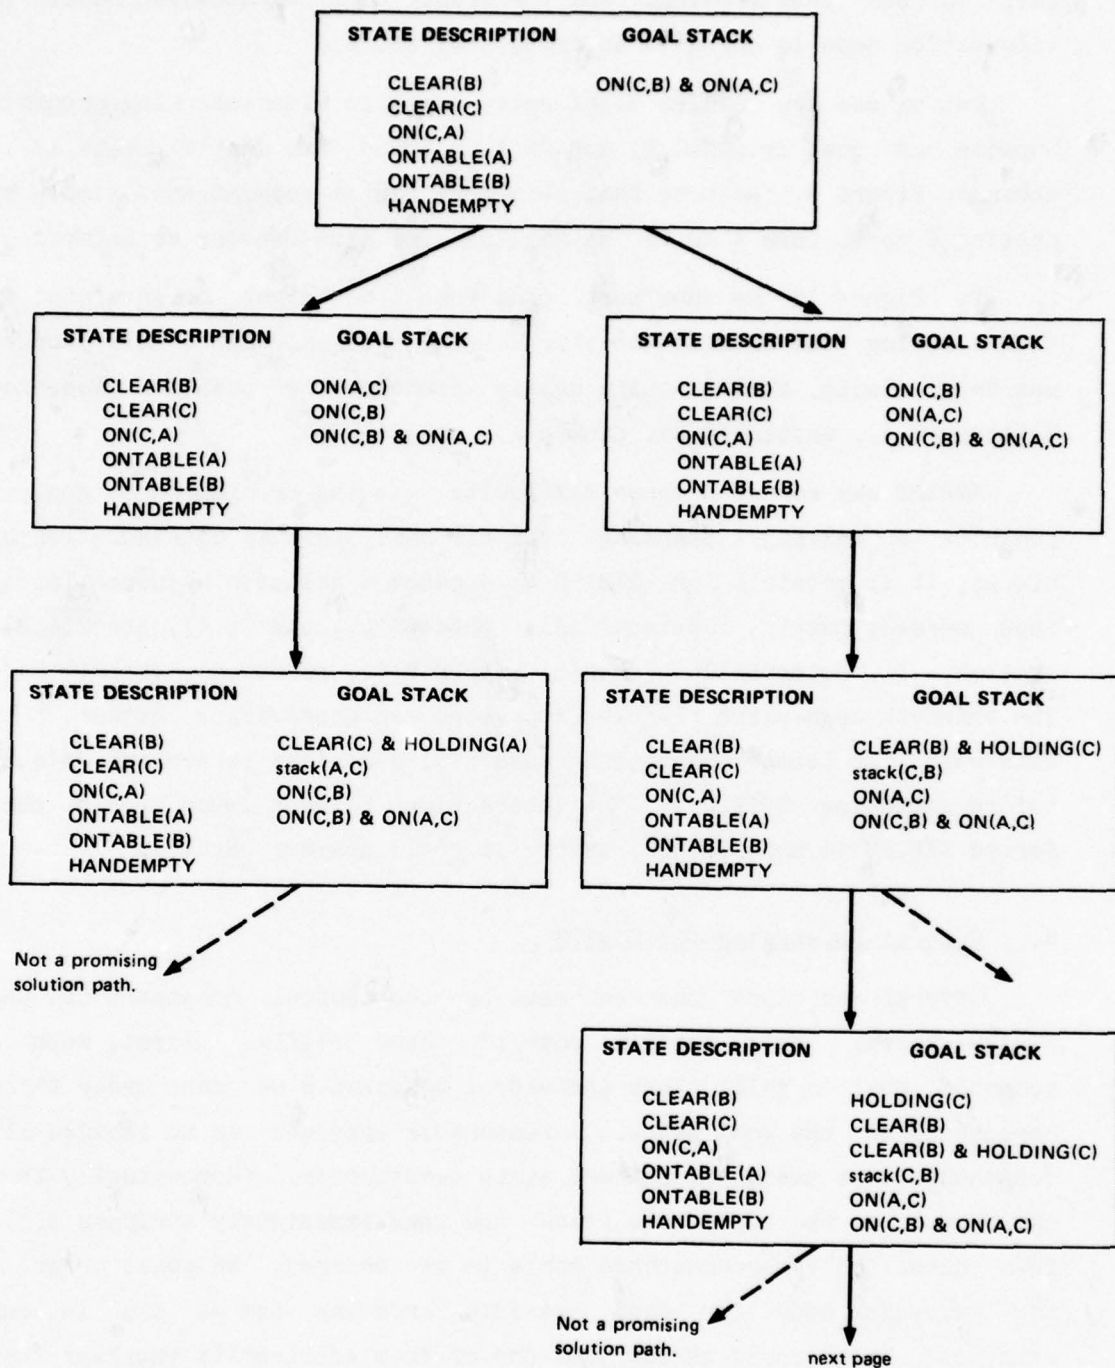 STATE DESCRIPTION GOAL STACK
CLEAR(B) ON(C,B) & ON(A,C)
CLEAR(C)
ON(C,A)
ONTABLE(A)
ONTABLE(B)
HANDEMPTY
STATE DESCRIPTION GOAL STACK
CLEAR(B) ON(A,C)
CLEAR(C) ON(C,B)
ON(C,A) ON(C,B) & ON(A,C)
ONTABLE(A)
ONTABLE(B)
HANDEMPTY
STATE DESCRIPTION GOAL STACK
CLEAR(B) ON(C,B)
CLEAR(C) ON(A,C)
ON(C,A) ON(C,B) & ON(A,C)
ONTABLE(A)
ONTABLE(B)
HANDEMPTY
STATE DESCRIPTION GOAL STACK
CLEAR(B) CLEAR(C) & HOLDING(A)
CLEAR(C) stack(A,C)
ON(C,A) ON(C,B)
ONTABLE(A) ON(C,B) & ON(A,C)
ONTABLE(B)
HANDEMPTY
STATE DESCRIPTION GOAL STACK
CLEAR(B) CLEAR(B) & HOLDING(C)
CLEAR(C) stack(C,B)
ON(C,A) ON(A,C)
ONTABLE(A) ON(C,B) & ON(A,C)
ONTABLE(B)
HANDEMPTY
Not a promising
solution path.
STATE DESCRIPTION GOAL STACK
CLEAR(B) HOLDING(C)
CLEAR(C) CLEAR(B)
ON(C,A) CLEAR(B) & HOLDING(C)
ONTABLE(A) stack(C,B)
ONTABLE(B) ON(A,C)
HANDEMPTY ON(C,B) & ON(A,C)
Not a promising
solution path.
next page